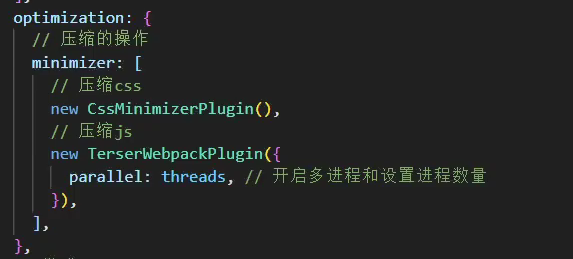 optimization: {
// 压缩的操作
minimizer: [
// 压缩css
new CssMinimizerPlugin(),
// 压缩js
new TerserWebpackPlugin({
parallel: threads, // 开启多进程和设置进程数量
}),
],
},